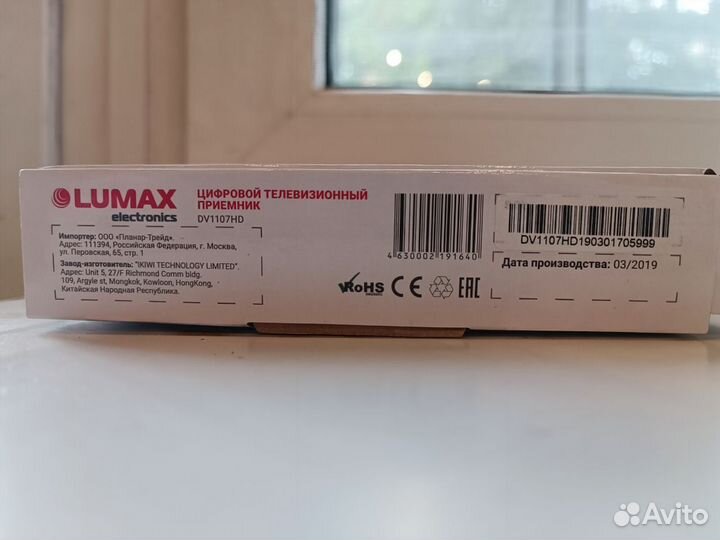 LUMAX
electronics
ЦИФРОВОЙ ТЕЛЕВИЗИОННЫЙ
ПРИЕМНИК
DV1107HD
Импортер: ООО «Планар-Трейд».
Адрес: 111394, Российская Федерация, г. Москва,
ул. Перовская, 65, стр. 1
Завод-изготовитель: "IKIWI TECHNOLOGY LIMITED".
Адрес: Unit 5, 27/F Richmond Comm bldg.
109, Argyle st, Mongkok, Kowloon, HongKong,
Китайская Народная Республика.
4 630002 191640
RoHS CE EAC
DV1107HD190301705999
Дата производства: 03/2019
Avito